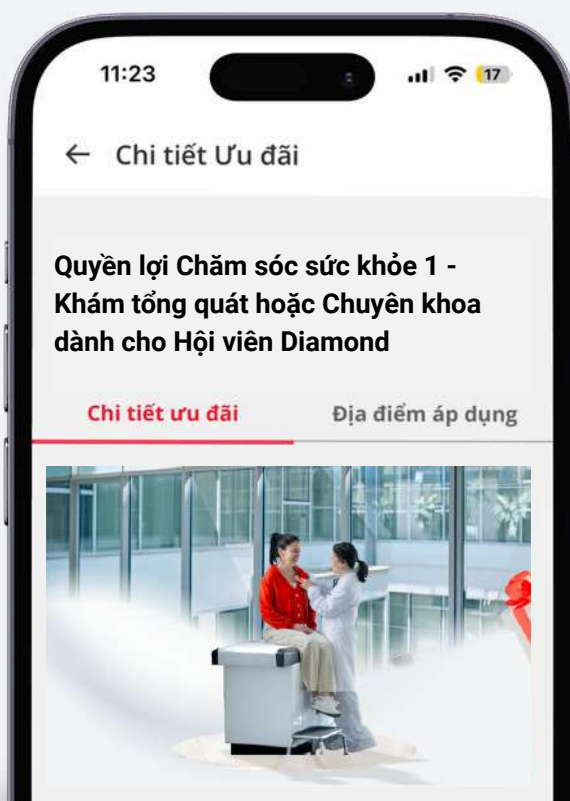 11:23
17
← Chi tiết Ưu đãi
Quyền lợi Chăm sóc sức khỏe 1 -
Khám tổng quát hoặc Chuyên khoa
dành cho Hội viên Diamond
Chi tiết ưu đãi Địa điểm áp dụng